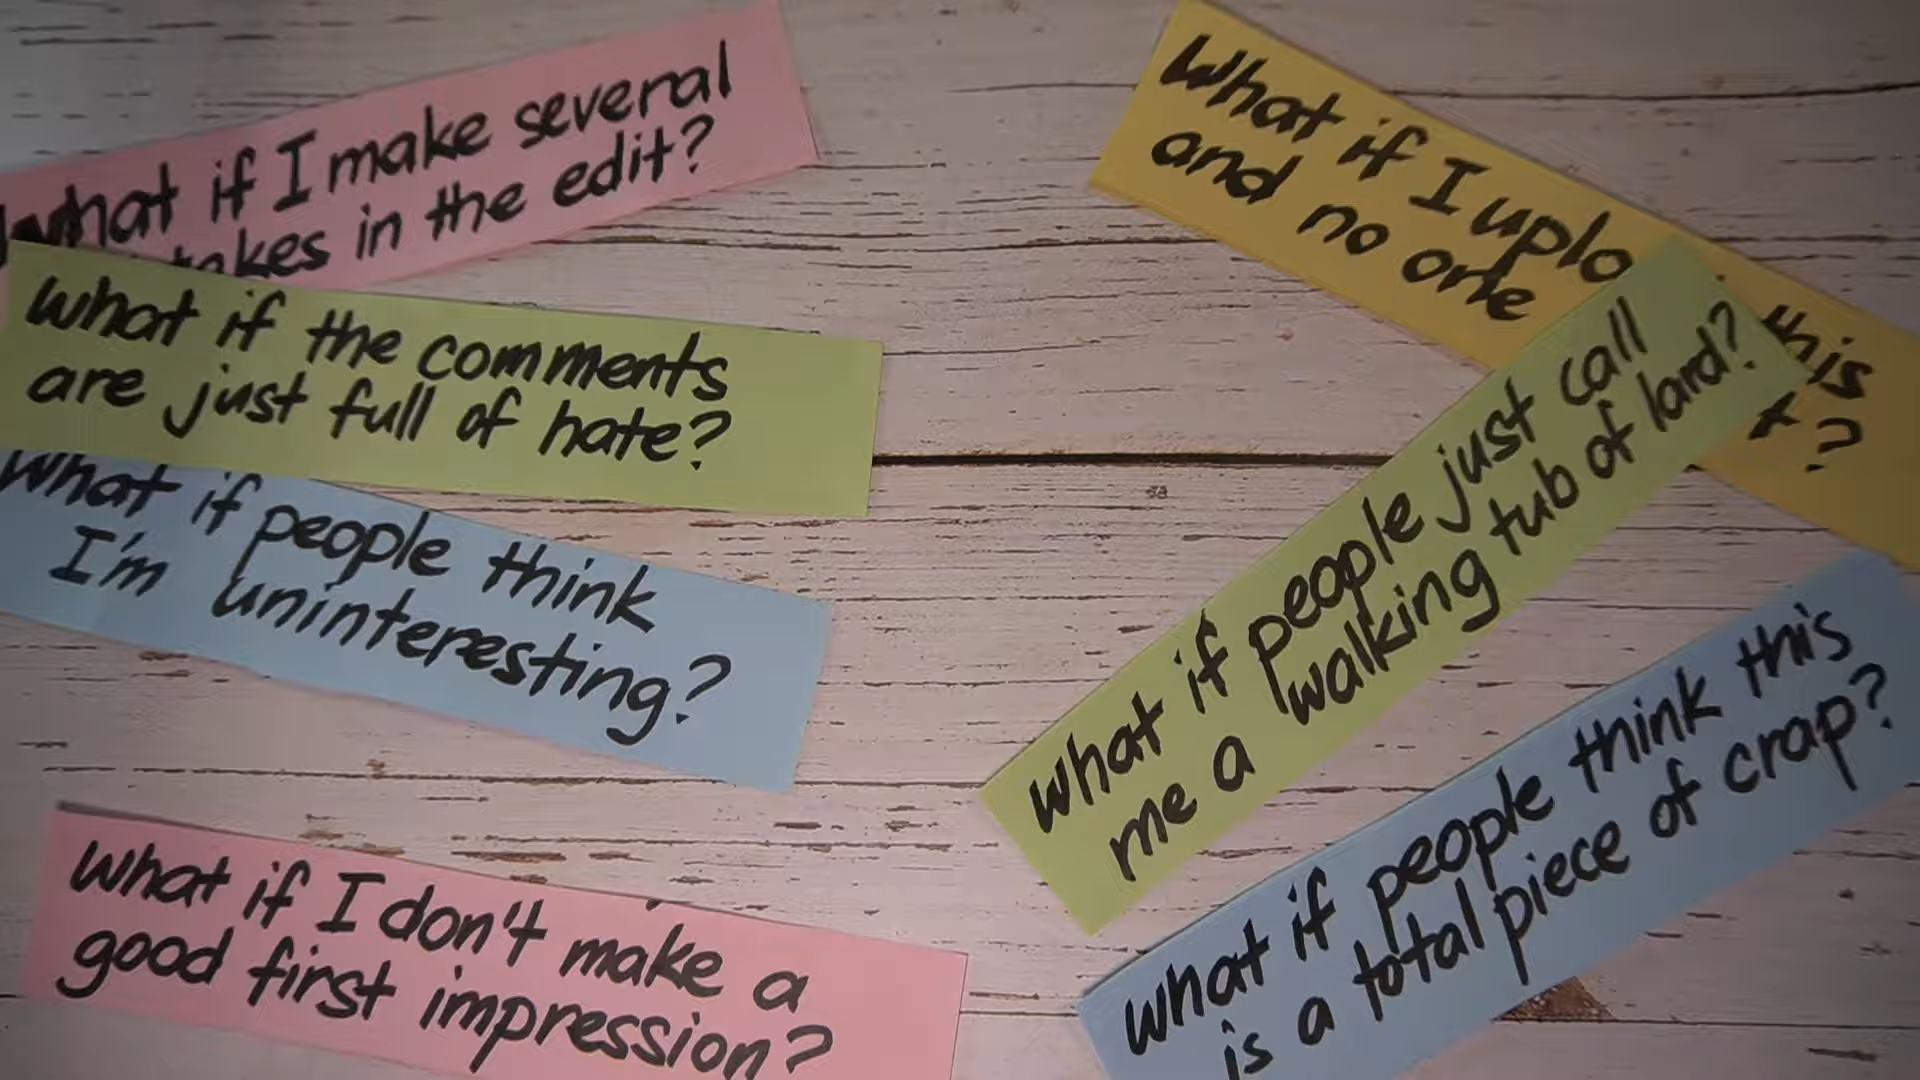 What if I make several
in the edit?
What if the comments
are just full of hate?
What if people think
I'm uninteresting?
What if I don't make a
good first impression?
What if I
this
and no one
?
What if people just call
me a walking tub of lard?
What if people think this
is a total piece of crap?